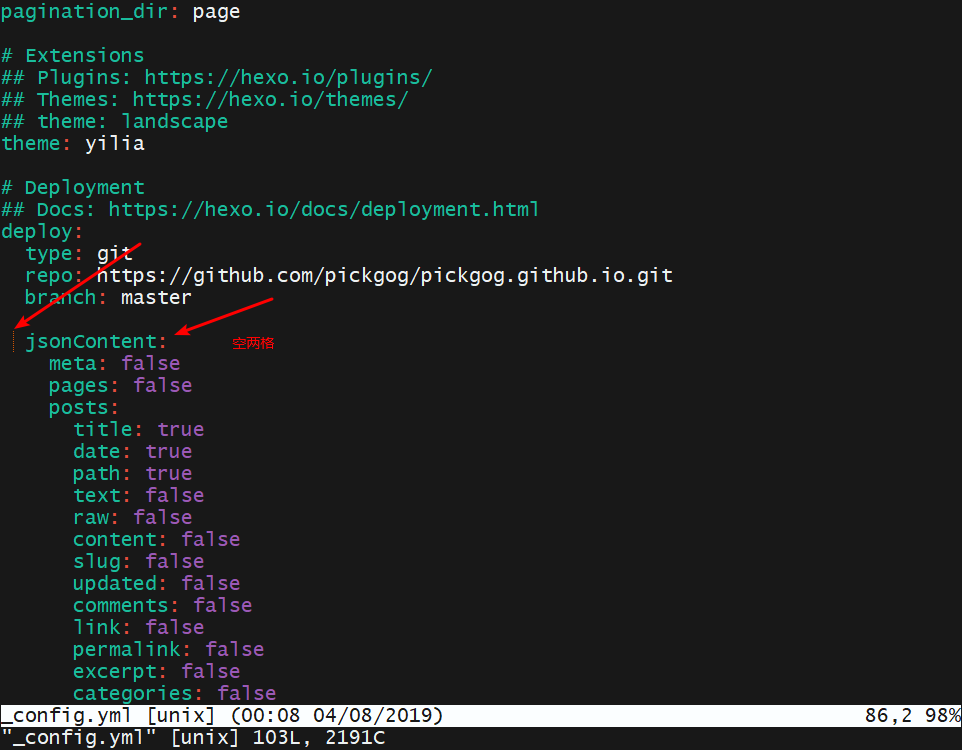 pagination_dir: page
# Extensions
## Plugins: https://hexo.io/plugins/
## Themes: https://hexo.io/themes/
## theme: landscape
theme: yilia
# Deployment
## Docs: https://hexo.io/docs/deployment.html
deploy:
  type: git
  repo: https://github.com/pickgog/pickgog.github.io.git
  branch: master
  jsonContent: 空两格
    meta: false
    pages: false
    posts:
      title: true
      date: true
      path: true
      text: false
      raw: false
      content: false
      slug: false
      updated: false
      comments: false
      link: false
      permalink: false
      excerpt: false
      categories: false
_config.yml [unix] (00:08 04/08/2019) 86,2 98%
"_config.yml" [unix] 103L, 2191C